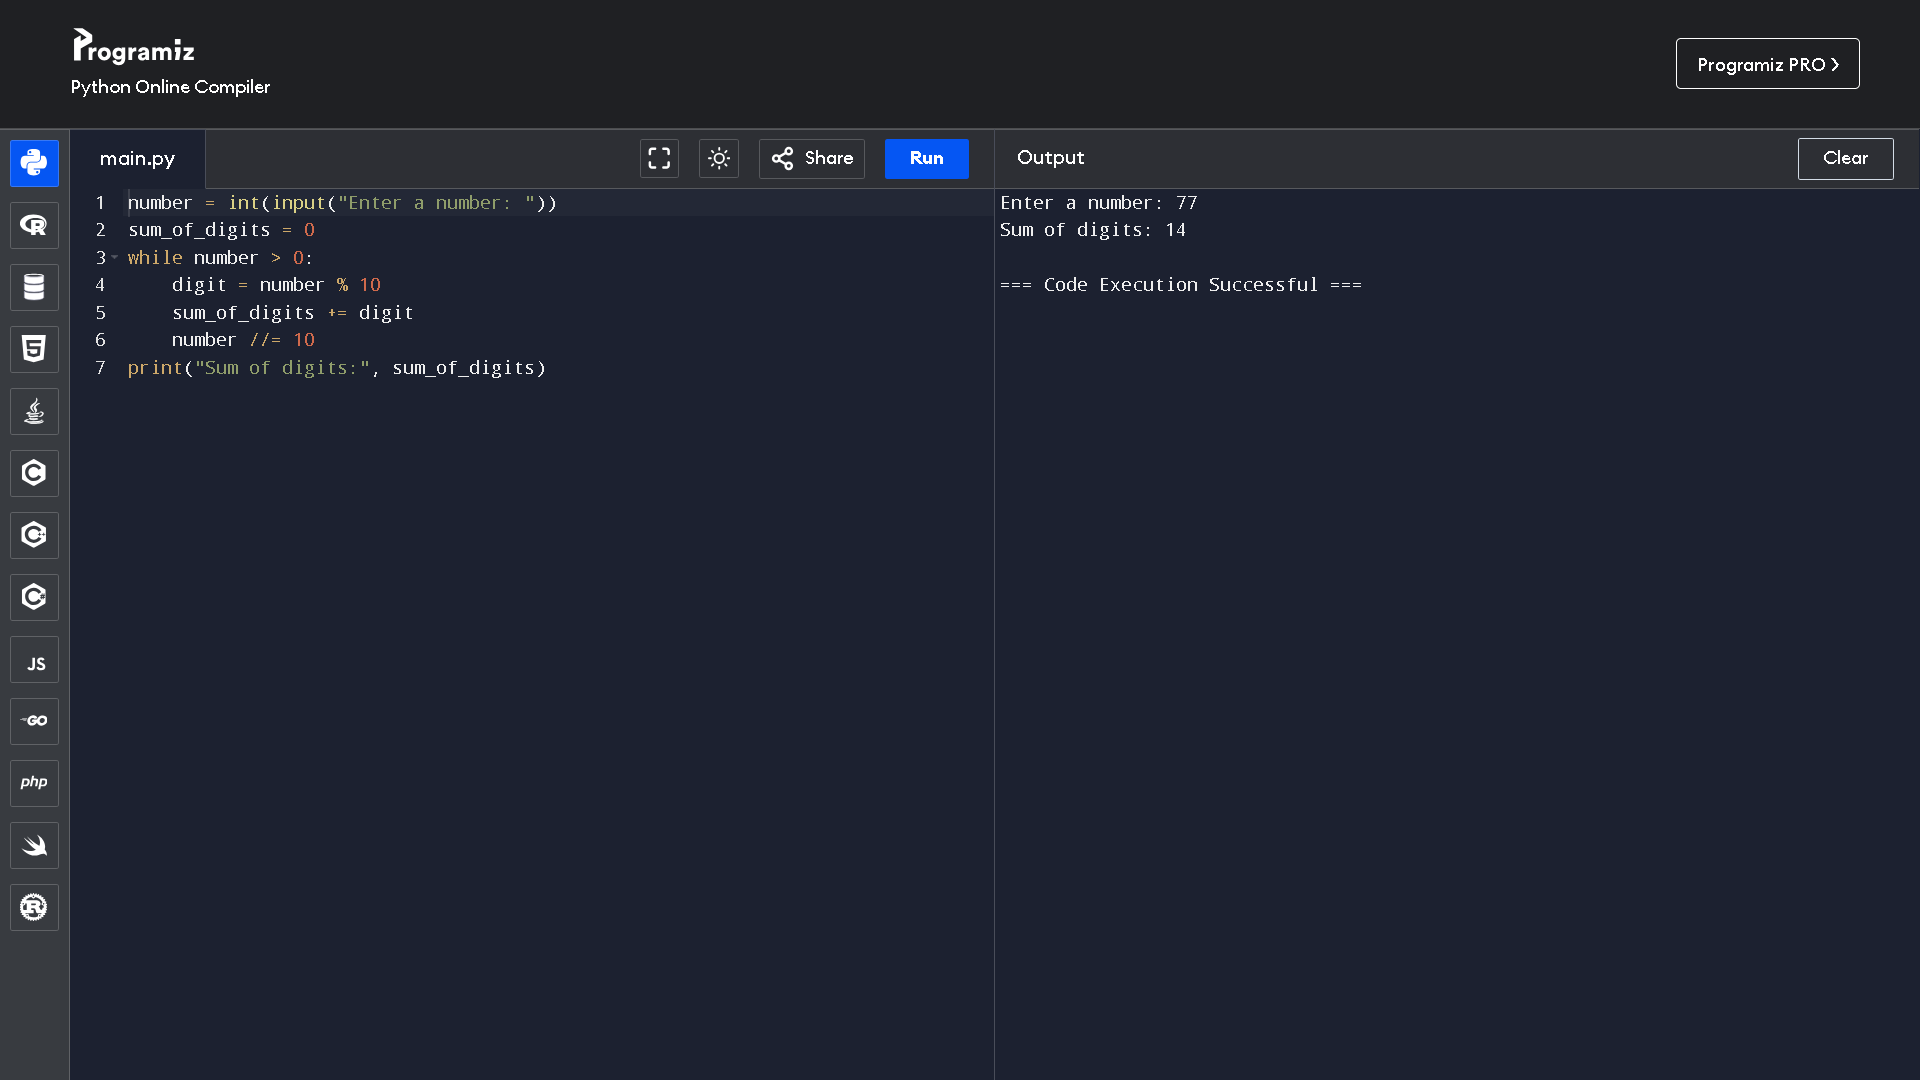 Programiz
Python Online Compiler
Programiz PRO >
main.py
Share
Run
Output
Clear
1 number = int(input("Enter a number: "))
2 sum_of_digits = 0
3 while number > 0:
4     digit = number % 10
5     sum_of_digits += digit
6     number //= 10
7 print("Sum of digits:", sum_of_digits)
Enter a number: 77
Sum of digits: 14
=== Code Execution Successful ===
R
5
C
C
C
JS
GO
php
R